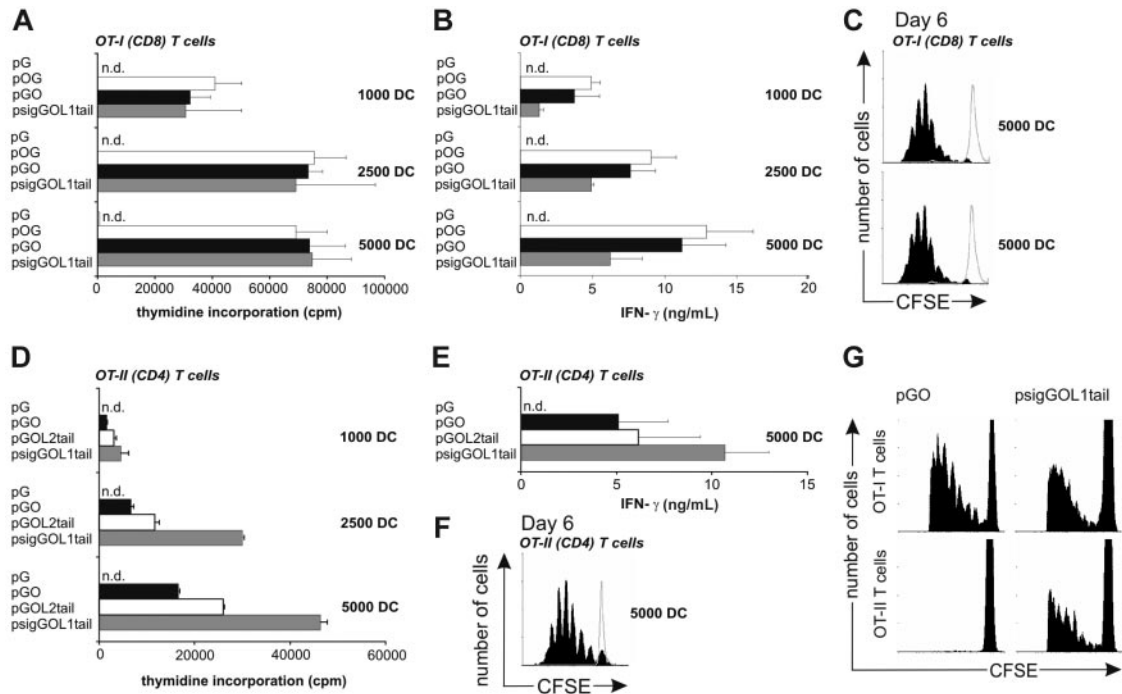 A
OT-I (CD8) T cells
pG
n.d.
pOG
pGO
1000 DC
psigGOL1tail
pG
n.d.
pOG
pGO
2500 DC
psigGOL1tail
pG
n.d.
pOG
pGO
5000 DC
psigGOL1tail
0 20000 40000 60000 80000 100000
thymidine incorporation (cpm)
B
OT-I (CD8) T cells
pG
n.d.
pOG
pGO
1000 DC
psigGOL1tail
pG
n.d.
pOG
pGO
2500 DC
psigGOL1tail
pG
n.d.
pOG
pGO
5000 DC
psigGOL1tail
0 5 10 15 20
IFN- γ (ng/mL)
C
Day 6
OT-I (CD8) T cells
5000 DC
5000 DC
number of cells
CFSE
D
OT-II (CD4) T cells
pG
n.d.
pGO
pGOL2tail
1000 DC
psigGOL1tail
pG
n.d.
pGO
pGOL2tail
2500 DC
psigGOL1tail
pG
n.d.
pGO
pGOL2tail
5000 DC
psigGOL1tail
0 20000 40000 60000
thymidine incorporation (cpm)
E
OT-II (CD4) T cells
pG
n.d.
pGO
pGOL2tail
5000 DC
psigGOL1tail
0 5 10 15
IFN- γ (ng/mL)
F
Day 6
OT-II (CD4) T cells
5000 DC
number of cells
CFSE
G
pGO psigGOL1tail
number of cells
OT-I T cells
OT-II T cells
CFSE